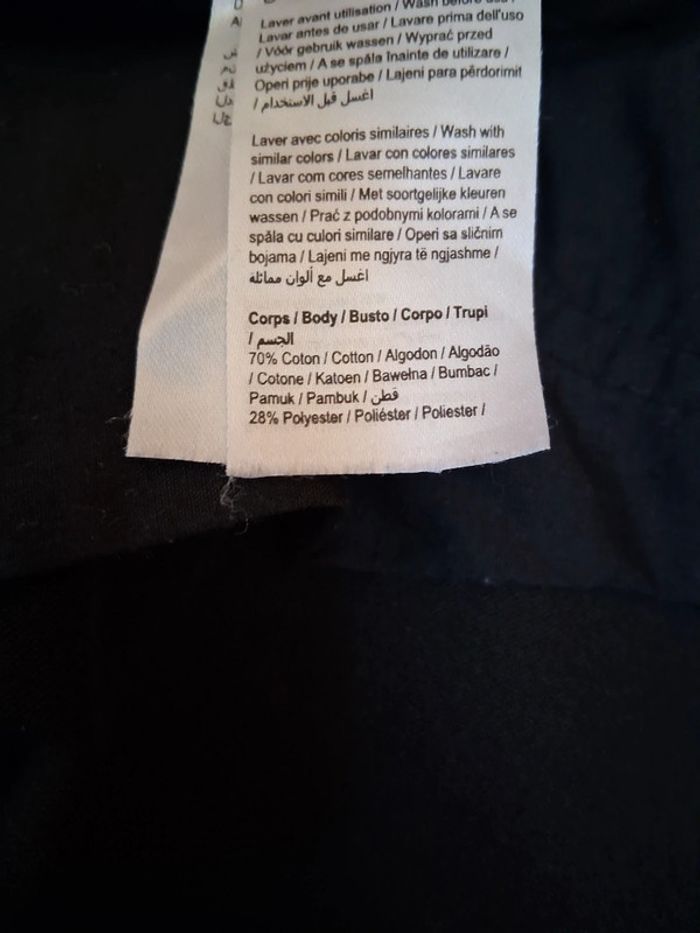 Laver avant utilisation / Wash before use /
Lavar antes de usar / Lavare prima dell'uso
/ Vóór gebruik wassen / Wyprać przed
użyciem / A se spăla înainte de utilizare /
Operi prije uporabe / Lajeni para përdorimit
/ اغسل قبل الاستخدام
Laver avec coloris similaires / Wash with
similar colors / Lavar con colores similares
/ Lavar com cores semelhantes / Lavare
con colori simili / Met soortgelijke kleuren
wassen / Prać z podobnymi kolorami / A se
spăla cu culori similare / Operi sa sličnim
bojama / Lajeni me ngjyra të ngjashme /
اغسل مع ألوان مماثلة
Corps / Body / Busto / Corpo / Trupi
/ الجسم
70% Coton / Cotton / Algodon / Algodão
/ Cotone / Katoen / Bawełna / Bumbac /
Pamuk / Pambuk / قطن
28% Polyester / Poliéster / Poliester /